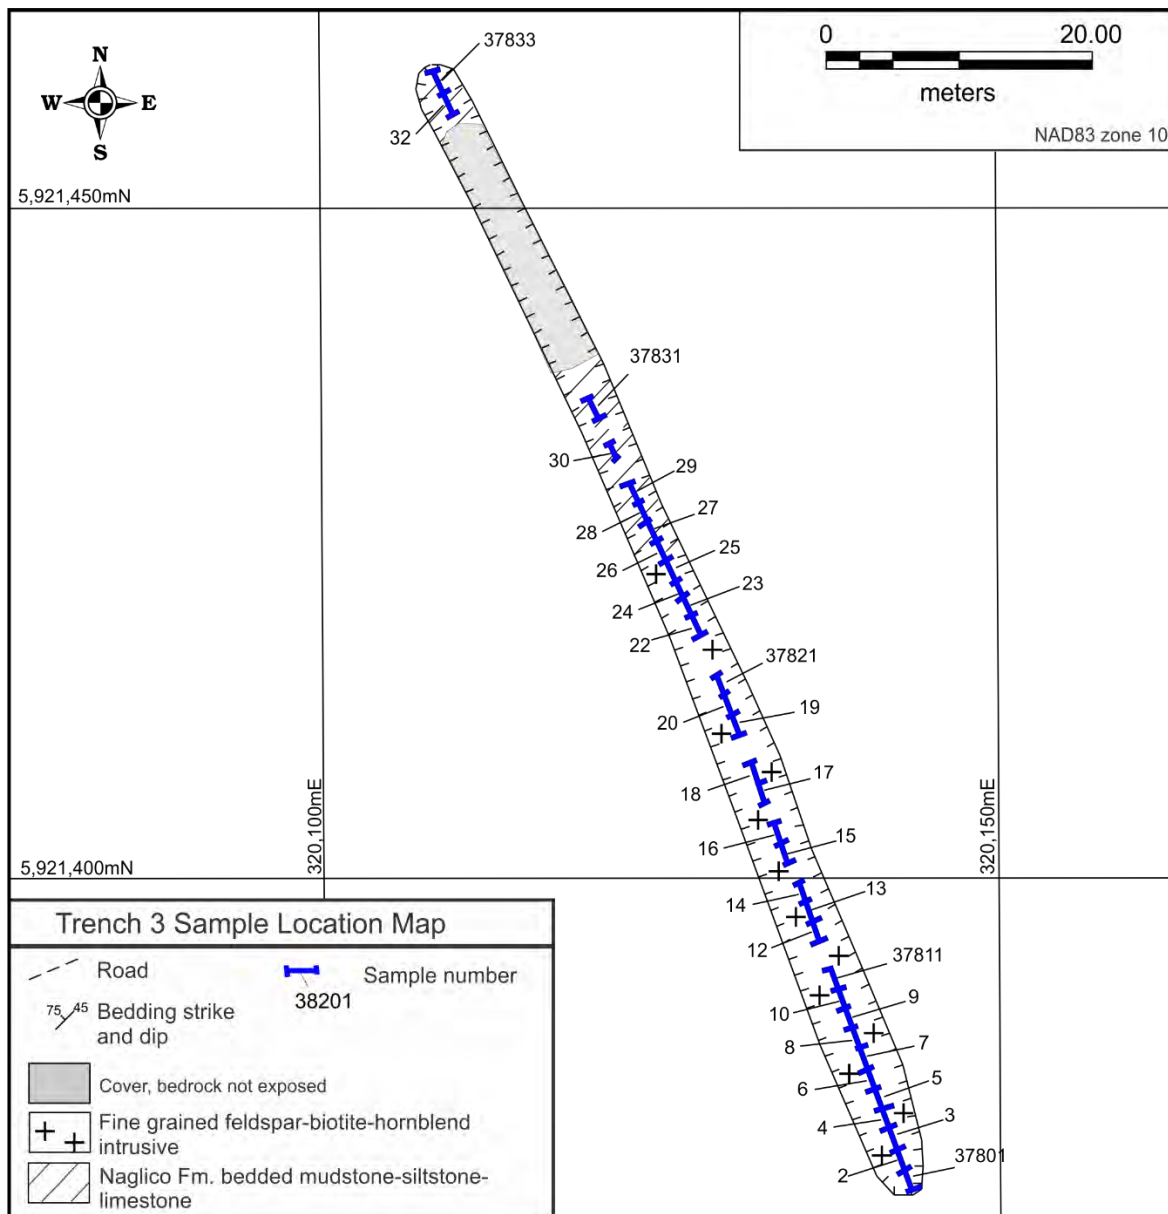 N
W E
S
0 20.00
meters
NAD83 zone 10
37833
32
5,921,450mN
37831
30
29
28
27
26
25
24
23
22
37821
20
19
18
17
16
15
320,100mE
320,150mE
5,921,400mN
14
13
12
37811
10
9
8
7
6
5
4
3
2
37801
Trench 3 Sample Location Map
Road
Sample number
38201
75 45
Bedding strike
and dip
Cover, bedrock not exposed
Fine grained feldspar-biotite-hornblend
intrusive
Naglico Fm. bedded mudstone-siltstone-
limestone